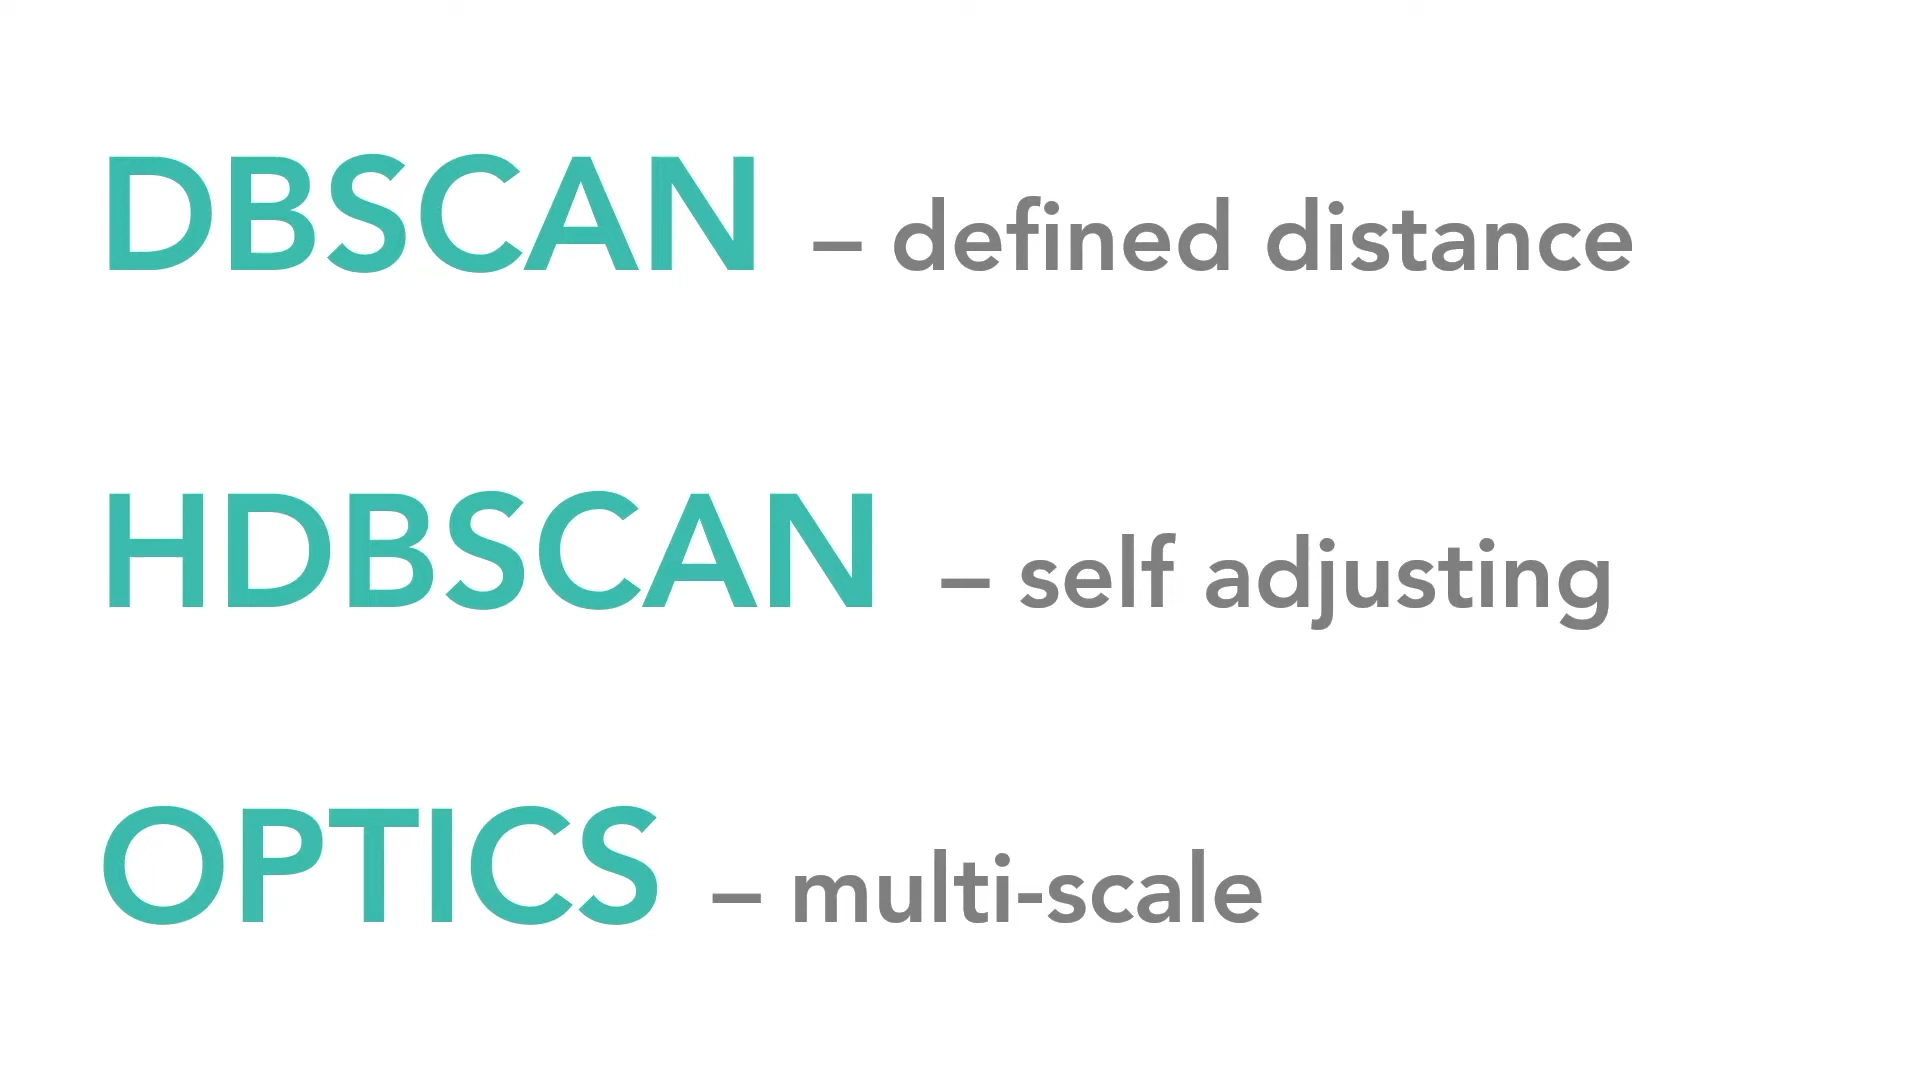 DBSCAN – defined distance
HDBSCAN – self adjusting
OPTICS – multi-scale